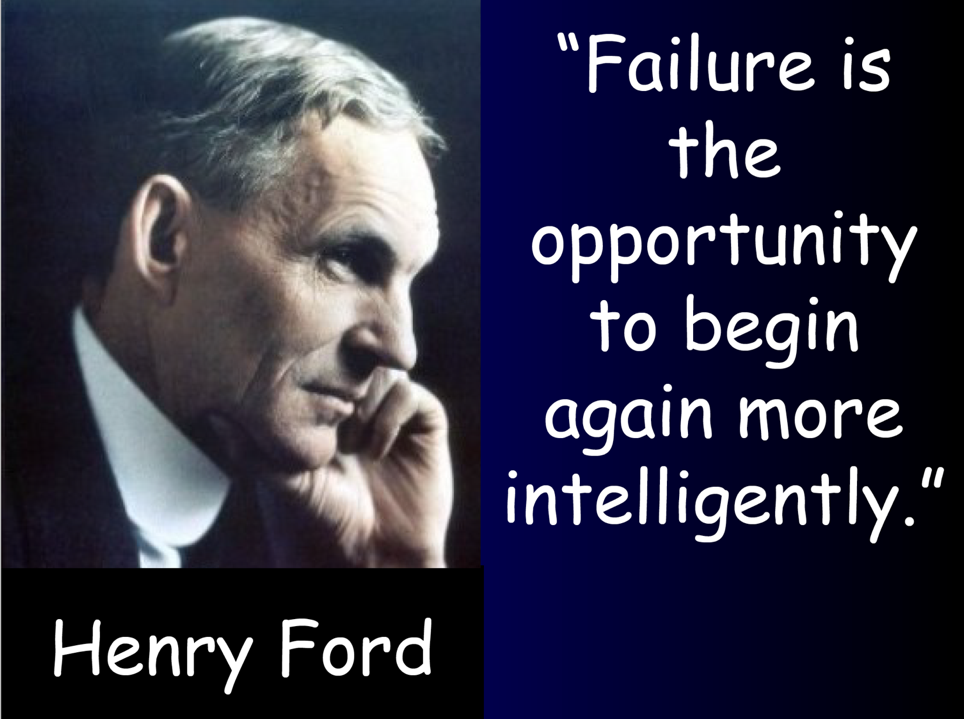 “Failure is
the
opportunity
to begin
again more
intelligently.”
Henry Ford